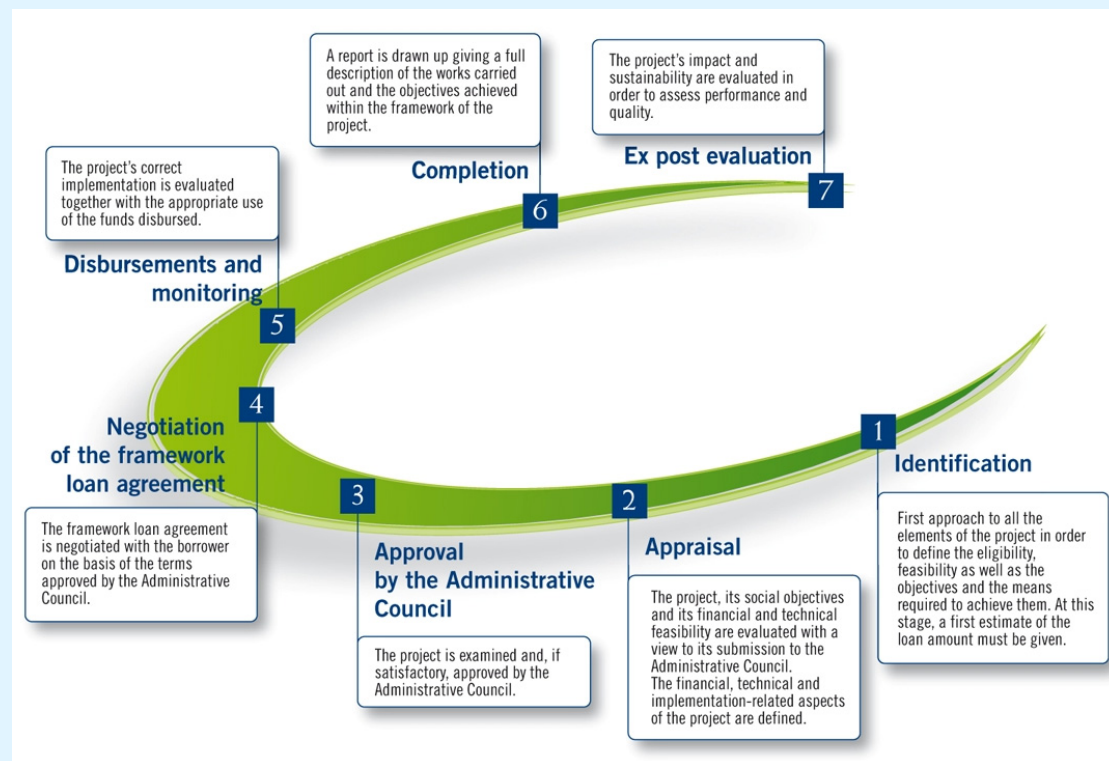 1
Identification
First approach to all the
elements of the project in order
to define the eligibility,
feasibility as well as the
objectives and the means
required to achieve them. At this
stage, a first estimate of the
loan amount must be given.
2
Appraisal
The project, its social objectives
and its financial and technical
feasibility are evaluated with a
view to its submission to the
Administrative Council.
The financial, technical and
implementation-related aspects
of the project are defined.
3
Approval
by the Administrative
Council
The project is examined and, if
satisfactory, approved by the
Administrative Council.
4
Negotiation
of the framework
loan agreement
The framework loan agreement
is negotiated with the borrower
on the basis of the terms
approved by the Administrative
Council.
5
Disbursements and
monitoring
The project's correct
implementation is evaluated
together with the appropriate use
of the funds disbursed.
6
Completion
A report is drawn up giving a full
description of the works carried
out and the objectives achieved
within the framework of the
project.
7
Ex post evaluation
The project's impact and
sustainability are evaluated in
order to assess performance and
quality.